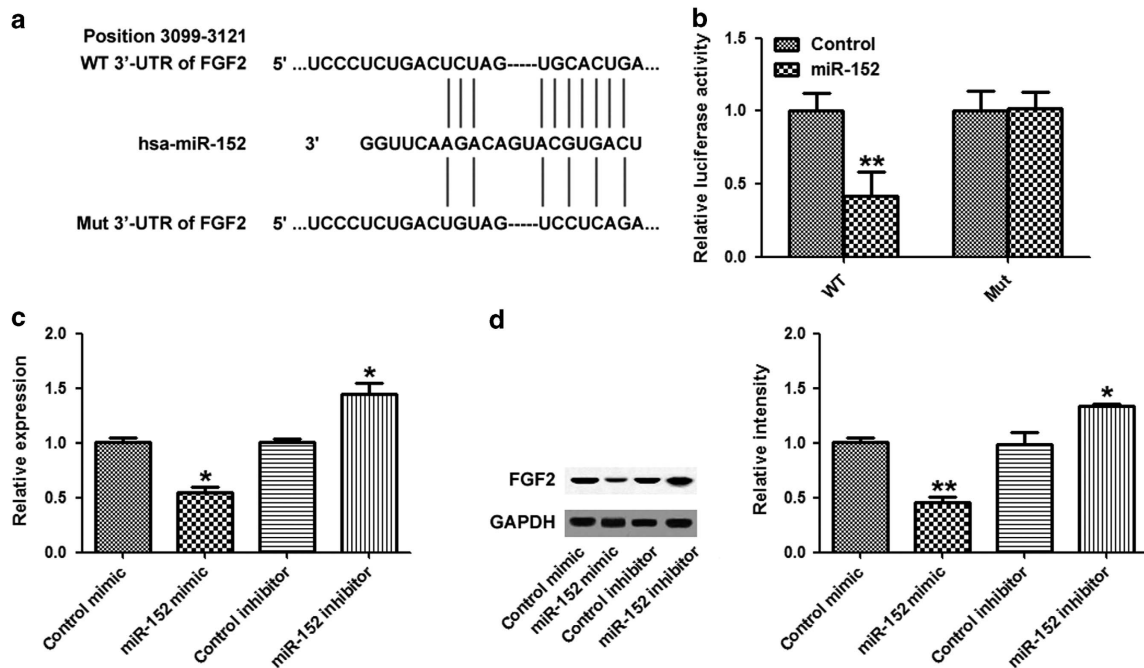 a
Position 3099-3121
WT 3'-UTR of FGF2 5' ...UCCCUCUGACUCUAG-----UGCACUGA...
hsa-miR-152 3' GGUUCAAGACAGUACGUGACU
Mut 3'-UTR of FGF2 5' ...UCCCUCUGACUGUAG-----UCCUCAGA...
b
Relative luciferase activity
1.5
1.0
0.5
0.0
Control
miR-152
**
WT
Mut
c
Relative expression
2.0
1.5
1.0
0.5
0.0
*
*
Control mimic
miR-152 mimic
Control inhibitor
miR-152 inhibitor
d
FGF2
GAPDH
Control mimic
miR-152 mimic
Control inhibitor
miR-152 inhibitor
Relative intensity
2.0
1.5
1.0
0.5
0.0
**
*
Control mimic
miR-152 mimic
Control inhibitor
miR-152 inhibitor